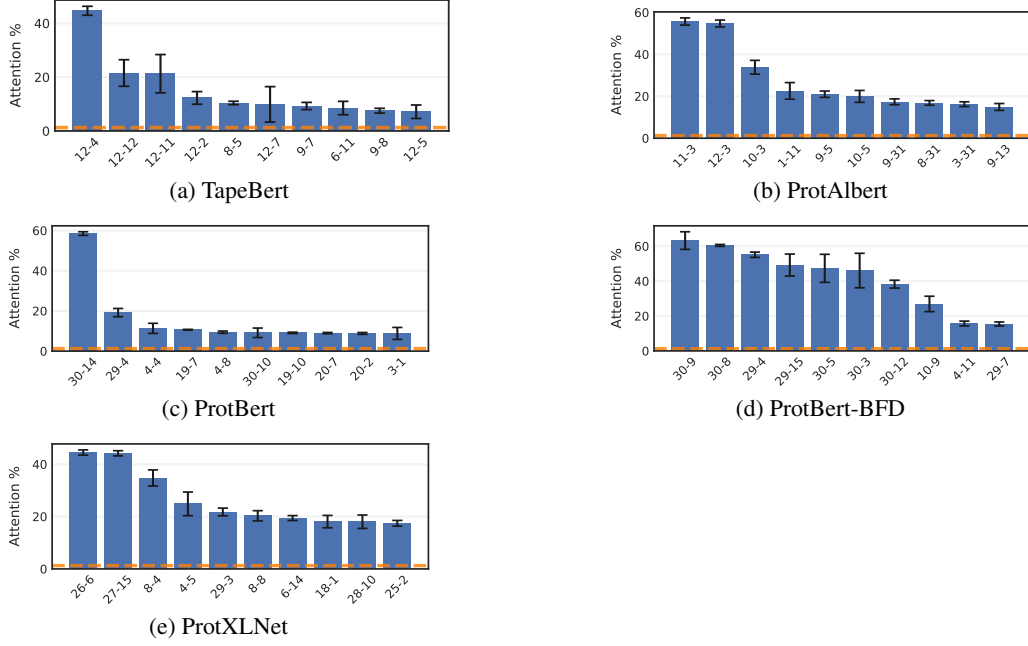 Attention %
40
20
0
12-4 12-12 12-11 12-2 8-5 12-7 9-7 6-11 9-8 12-5
(a) TapeBert
Attention %
60
40
20
0
11-3 12-3 10-3 1-11 9-5 10-5 9-31 8-31 3-31 9-13
(b) ProtAlbert
Attention %
60
40
20
0
30-14 29-4 4-4 19-7 4-8 30-10 19-10 20-7 20-2 3-1
(c) ProtBert
Attention %
60
40
20
0
30-9 30-8 29-4 29-15 30-5 30-3 30-12 10-9 4-11 29-7
(d) ProtBert-BFD
Attention %
40
20
0
26-6 27-15 8-4 4-5 29-3 8-8 6-14 18-1 28-10 25-2
(e) ProtXLNet